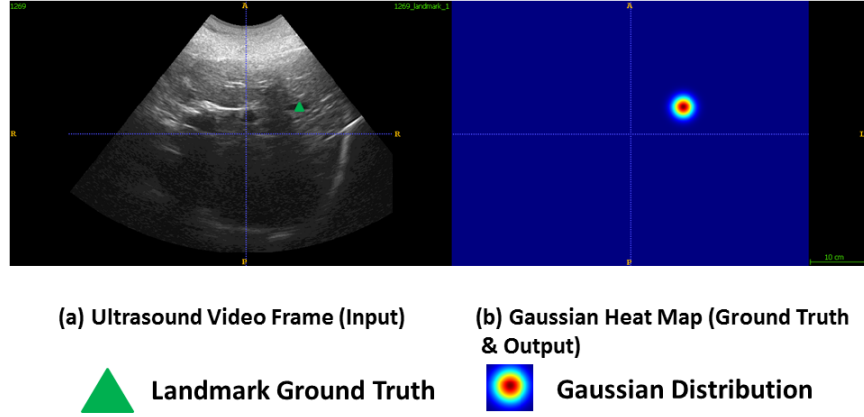 1269
A
1269_landmark_1
A
R
R
L
P
P
10 cm
(a) Ultrasound Video Frame (Input)
(b) Gaussian Heat Map (Ground Truth
& Output)
Landmark Ground Truth
Gaussian Distribution